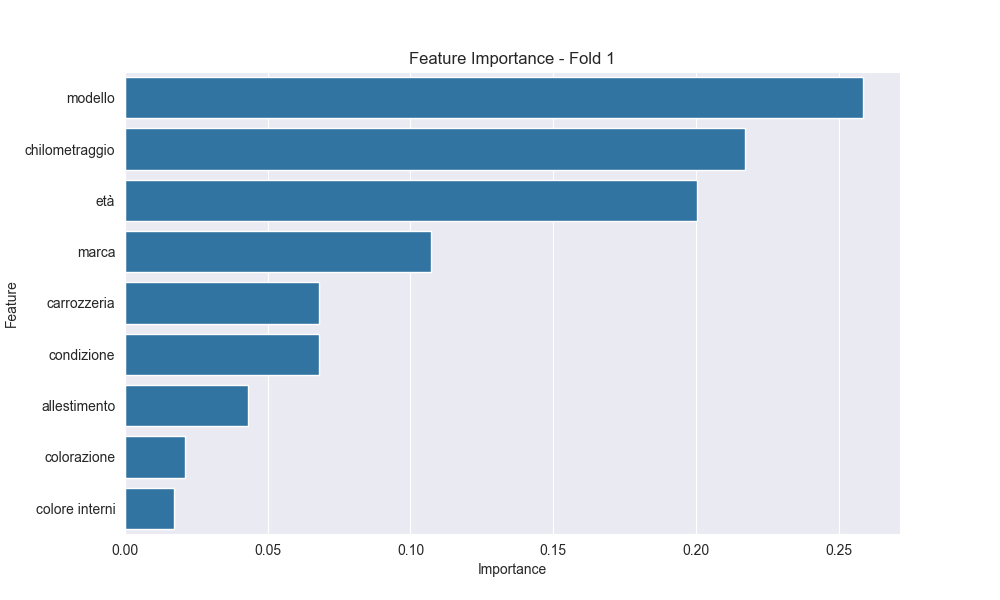 Feature Importance - Fold 1
modello
chilometraggio
età
marca
carrozzeria
condizione
allestimento
colorazione
colore interni
Feature
0.00 0.05 0.10 0.15 0.20 0.25
Importance